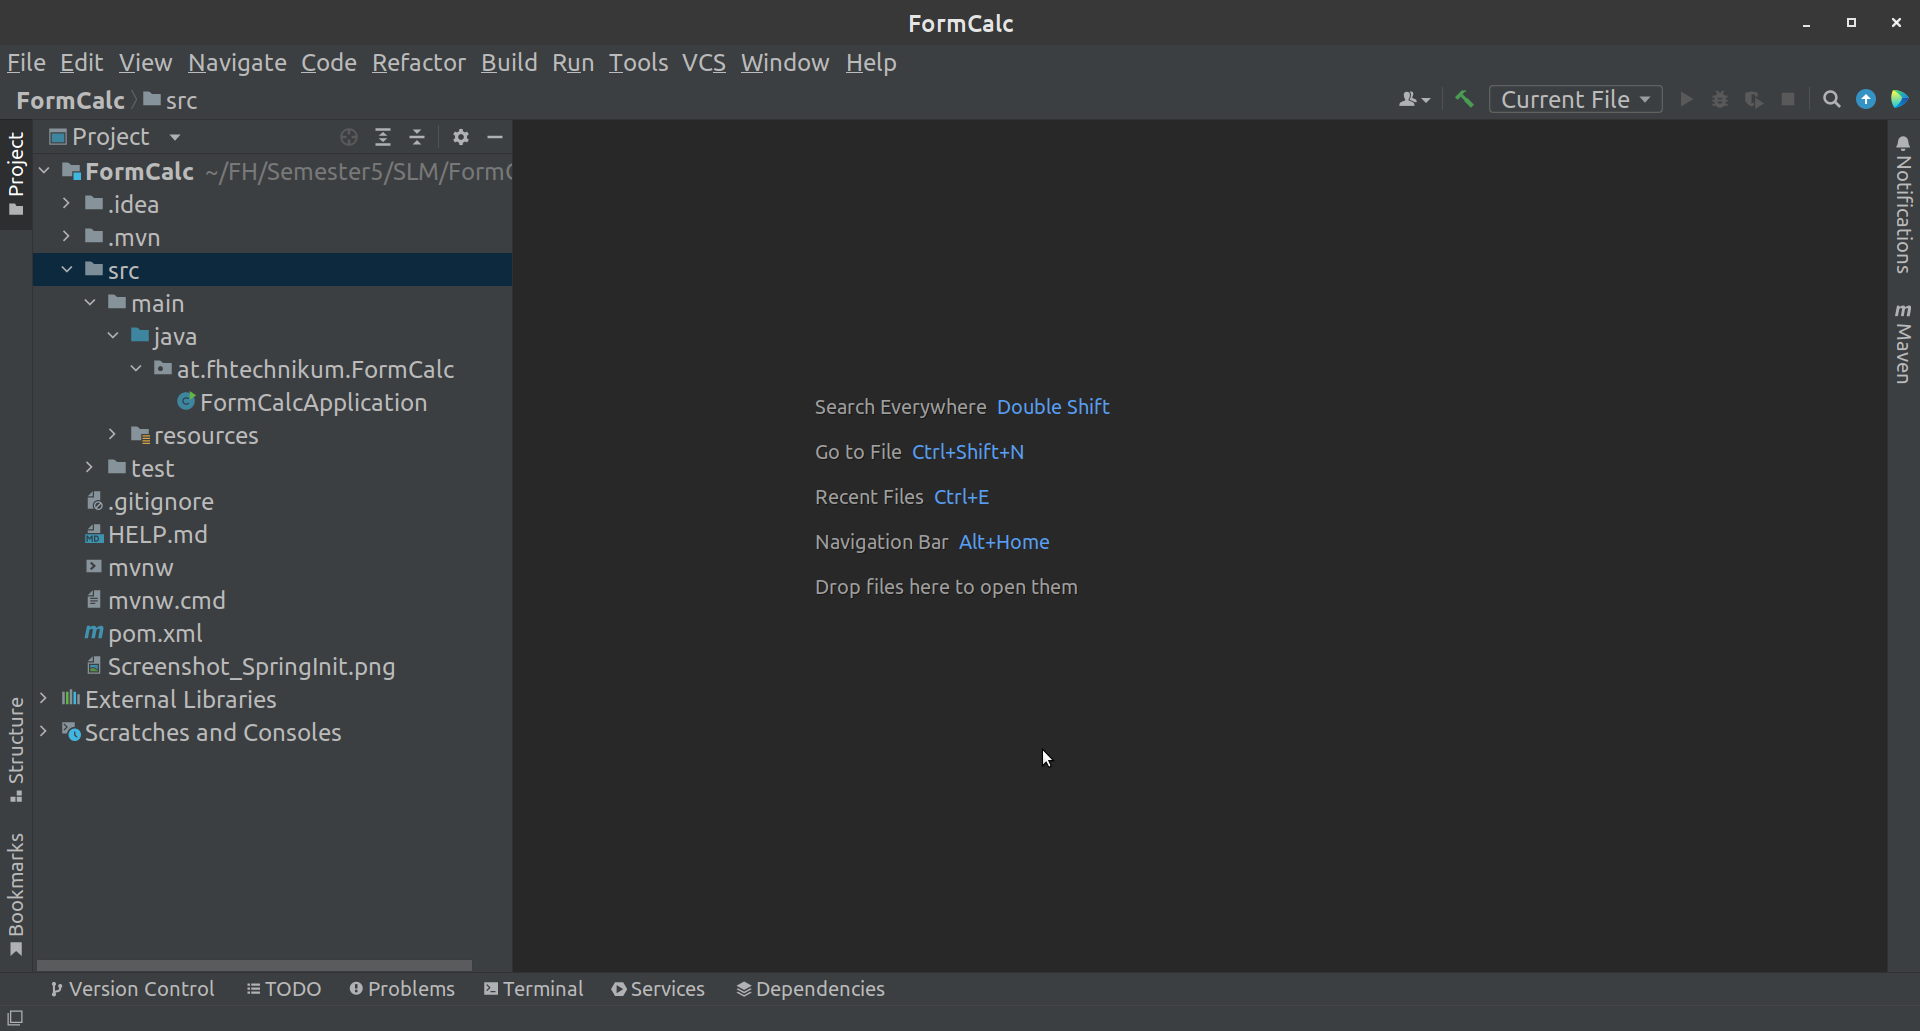 FormCalc
File Edit View Navigate Code Refactor Build Run Tools VCS Window Help
FormCalc src
Current File
Project
Project
FormCalc ~/FH/Semester5/SLM/FormC
.idea
.mvn
src
main
java
at.fhtechnikum.FormCalc
FormCalcApplication
resources
test
.gitignore
HELP.md
mvnw
mvnw.cmd
pom.xml
Screenshot_SpringInit.png
External Libraries
Scratches and Consoles
Structure
Bookmarks
Search Everywhere Double Shift
Go to File Ctrl+Shift+N
Recent Files Ctrl+E
Navigation Bar Alt+Home
Drop files here to open them
Notifications
Maven
Version Control TODO Problems Terminal Services Dependencies